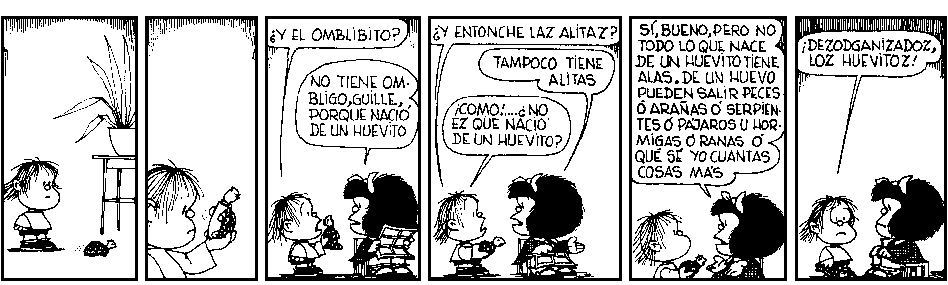 ¿Y EL OMBLIBITO?
NO TIENE OM-
BLIGO, GUILLE,
PORQUE NACIÓ
DE UN HUEVITO
¿Y ENTONCHE LAZ ALITAZ?
TAMPOCO TIENE
ALITAS
¡COMO!....¿NO
EZ QUE NACIÓ
DE UN HUEVITO?
SÍ, BUENO, PERO NO
TODO LO QUE NACE
DE UN HUEVITO TIENE
ALAS. DE UN HUEVO
PUEDEN SALIR PECES
Ó ARAÑAS Ó SERPIEN-
TES Ó PÁJAROS U HOR-
MIGAS Ó RANAS Ó
QUÉ SÉ YO CUANTAS
COSAS MÁS
¡DEZODGANIZADOZ,
LOZ HUEVITOZ!